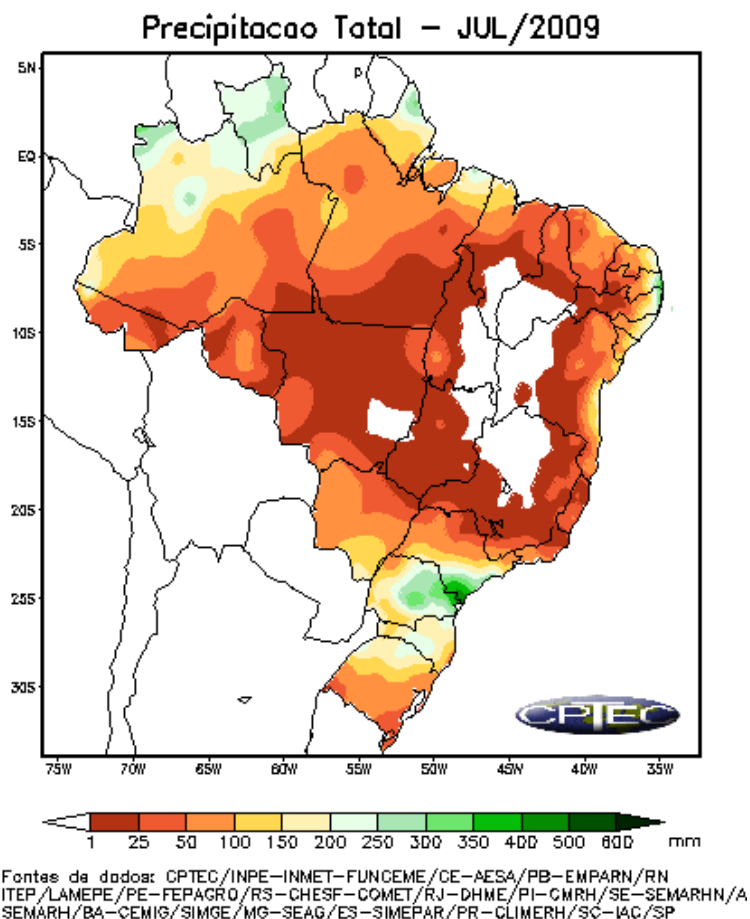 Precipitacao Total - JUL/2009
5N
EQ
5S
10S
15S
20S
25S
30S
75W 70W 65W 60W 55W 50W 45W 40W 35W
CPTEC
1 25 50 100 150 200 250 300 350 400 500 600 mm
Fontes de dados: CPTEC/INPE-INMET-FUNCEME/CE-AESA/PB-EMPARN/RN
ITEP/LAMEPE/PE-FEPAGRO/RS-CHESF-COMET/RJ-DHME/PI-CMRH/SE-SEMARHN/A
SEMARH/BA-CEMIG/SIMGE/MG-SEAG/ES-SIMEPAR/PR-CLIMERH/SC-IAC/SP